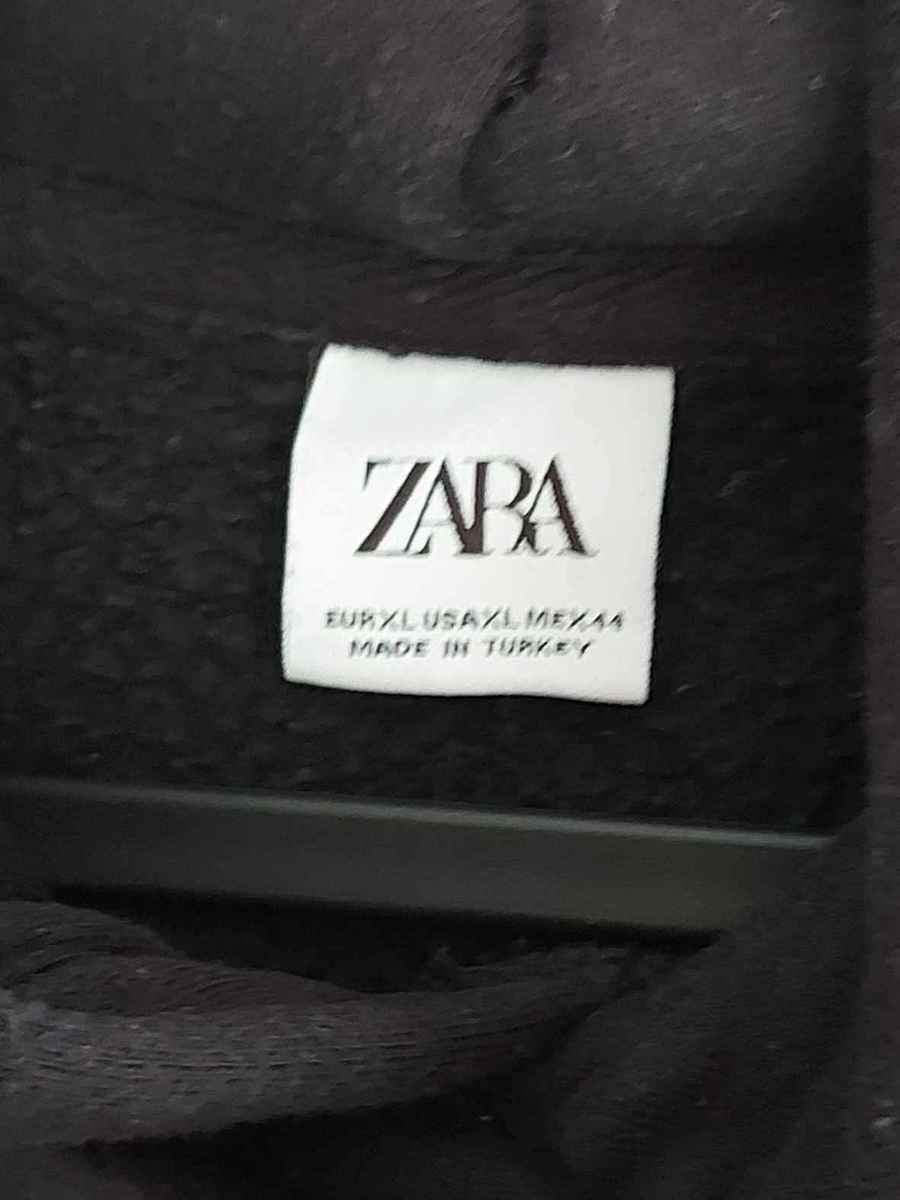 ZARA
EUR XL USA XL MEX 44
MADE IN TURKEY